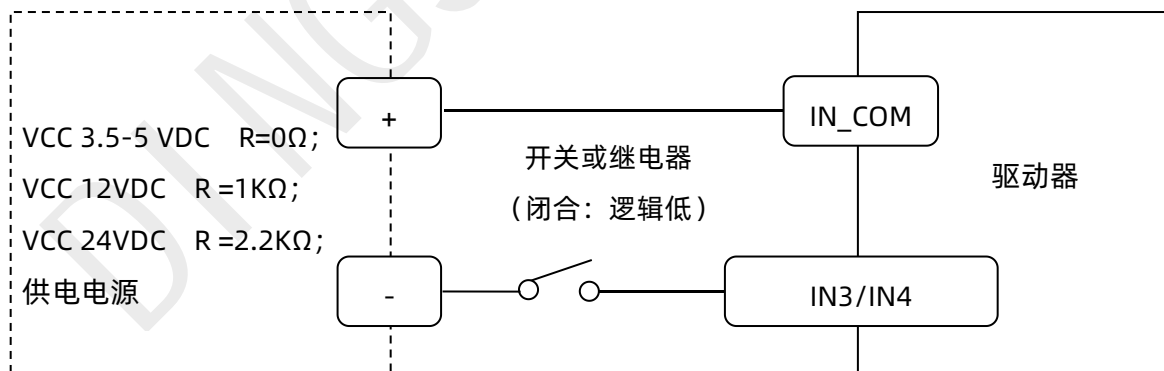 DINGS
VCC 3.5-5 VDC R=0Ω；
VCC 12VDC R =1KΩ；
VCC 24VDC R =2.2KΩ；
供电电源
+
-
开关或继电器
（闭合：逻辑低）
IN_COM
IN3/IN4
驱动器